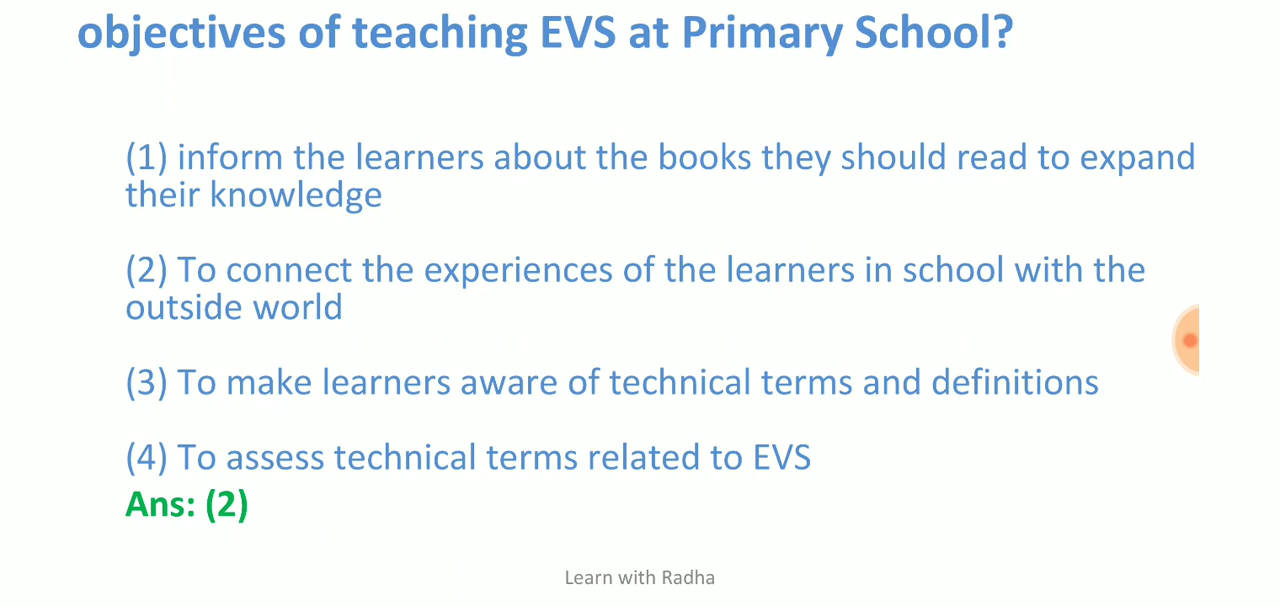 objectives of teaching EVS at Primary School?
(1) inform the learners about the books they should read to expand
their knowledge
(2) To connect the experiences of the learners in school with the
outside world
(3) To make learners aware of technical terms and definitions
(4) To assess technical terms related to EVS
Ans: (2)
Learn with Radha